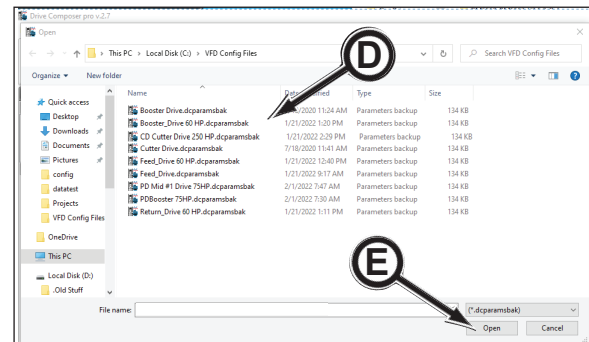 Drive Composer pro v.2.7
Open
This PC > Local Disk (C:) > VFD Config Files
Search VFD Config Files
Organize
New folder
Name
Type
Size
Quick access
Desktop
Downloads
Documents
Pictures
config
datatest
Projects
VFD Config Files
OneDrive
This PC
Local Disk (D:)
.Old Stuff
Booster Drive.dcparamsbak /2020 11:24 AM Parameters backup 134 KB
Booster_Drive 60 HP.dcparamsbak 1/21/2022 1:20 PM Parameters backup 134 KB
CD Cutter Drive 250 HP.dcparamsbak 1/21/2022 2:29 PM Parameters backup 134 KB
Cutter Drive.dcparamsbak 7/18/2020 11:41 AM Parameters backup 134 KB
Feed_Drive 60 HP.dcparamsbak 1/21/2022 12:40 PM Parameters backup 134 KB
Feed_Drive.dcparamsbak 1/21/2022 9:17 AM Parameters backup 134 KB
PD Mid #1 Drive 75HP.dcparamsbak 2/1/2022 7:47 AM Parameters backup 134 KB
PDBooster 75HP.dcparamsbak 2/1/2022 7:30 AM Parameters backup 134 KB
Return_Drive 60 HP.dcparamsbak 1/21/2022 1:11 PM Parameters backup 134 KB
D
E
File name:
(*.dcparamsbak)
Open
Cancel